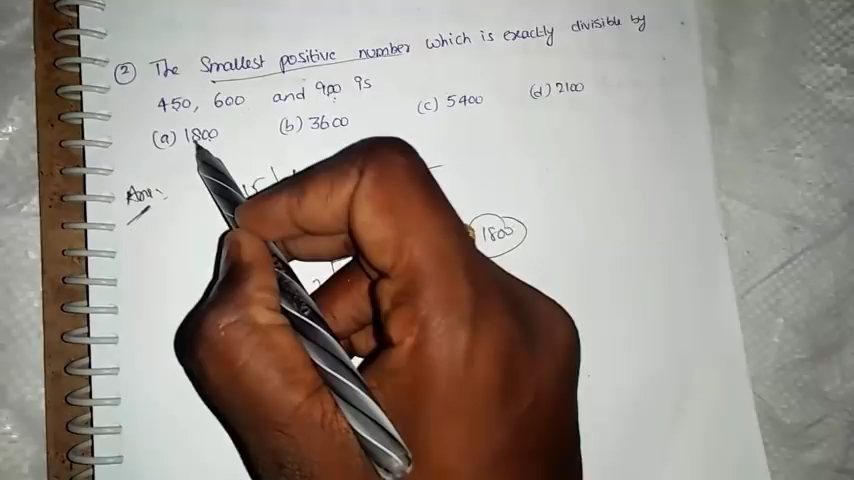 ② The Smallest positive number which is exactly divisible by
450, 600 and 900 is
(a) 1800 (b) 3600 (c) 5400 (d) 2100
Ans:
1800